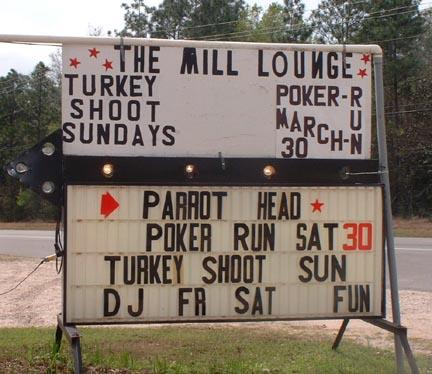 THE MILL LOUNGE
TURKEY
SHOOT
SUNDAYS
POKER-R
U
MARCH-N
30
PARROT HEAD
POKER RUN SAT 30
TURKEY SHOOT SUN
DJ FR SAT FUN